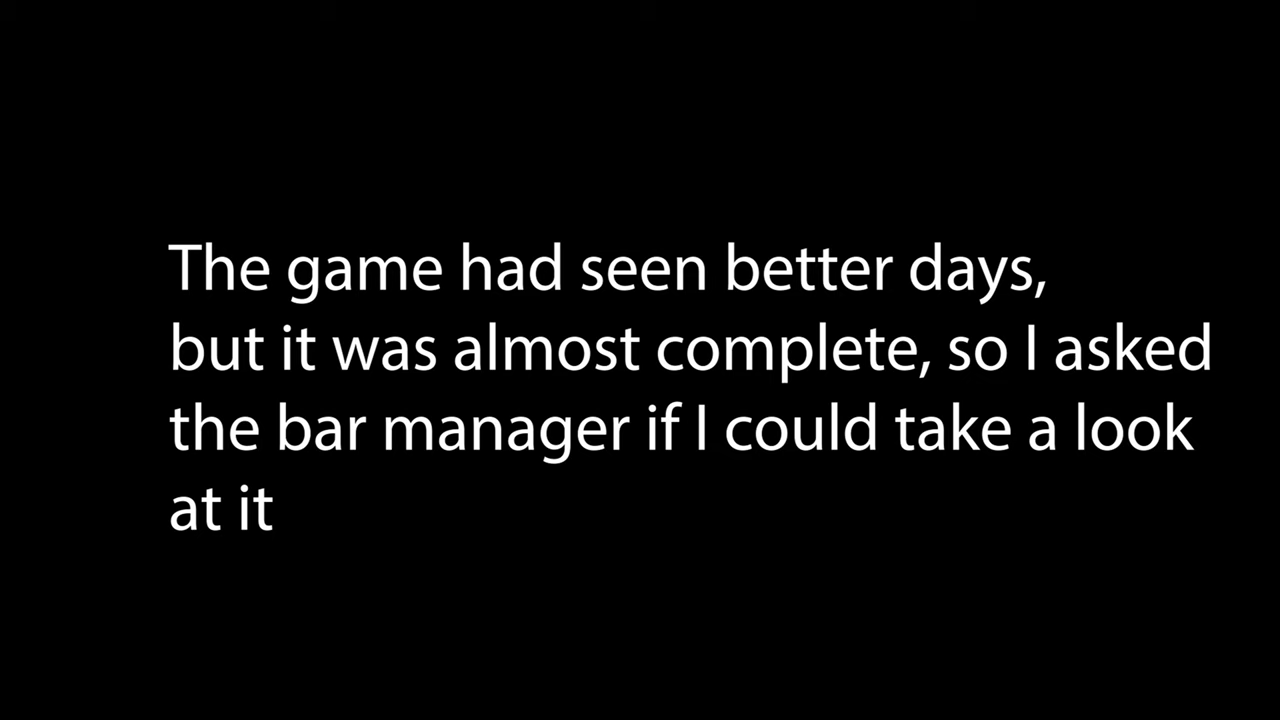 The game had seen better days,
but it was almost complete, so I asked
the bar manager if I could take a look
at it